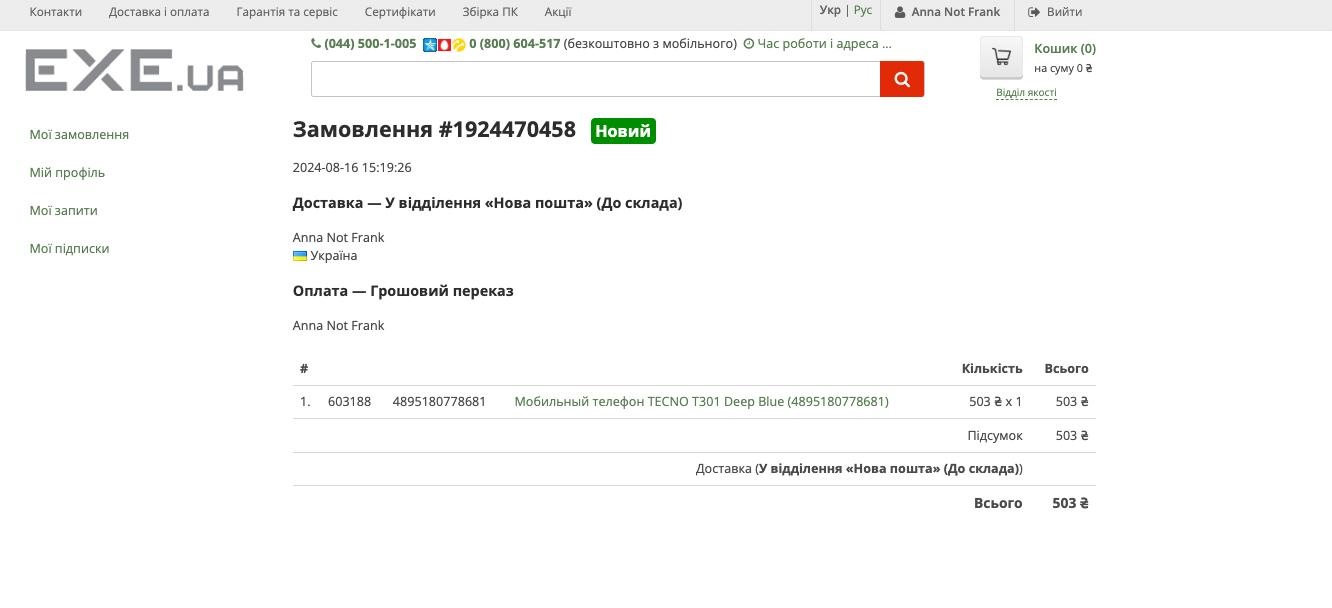 Контакти Доставка і оплата Гарантія та сервіс Сертифікати Збірка ПК Акції Укр | Рус Anna Not Frank Вийти
(044) 500-1-005 0 (800) 604-517 (безкоштовно з мобільного) Час роботи і адреса ...
EXE.UA
Кошик (0)
на суму 0 ₴
Відділ якості
Мої замовлення
Мій профіль
Мої запити
Мої підписки
Замовлення #1924470458 Новий
2024-08-16 15:19:26
Доставка — У відділення «Нова пошта» (До склада)
Anna Not Frank
Україна
Оплата — Грошовий переказ
Anna Not Frank
# Кількість Всього
1. 603188 4895180778681 Мобильный телефон TECNO T301 Deep Blue (4895180778681) 503 ₴ x 1 503 ₴
Підсумок 503 ₴
Доставка (У відділення «Нова пошта» (До склада))
Всього 503 ₴